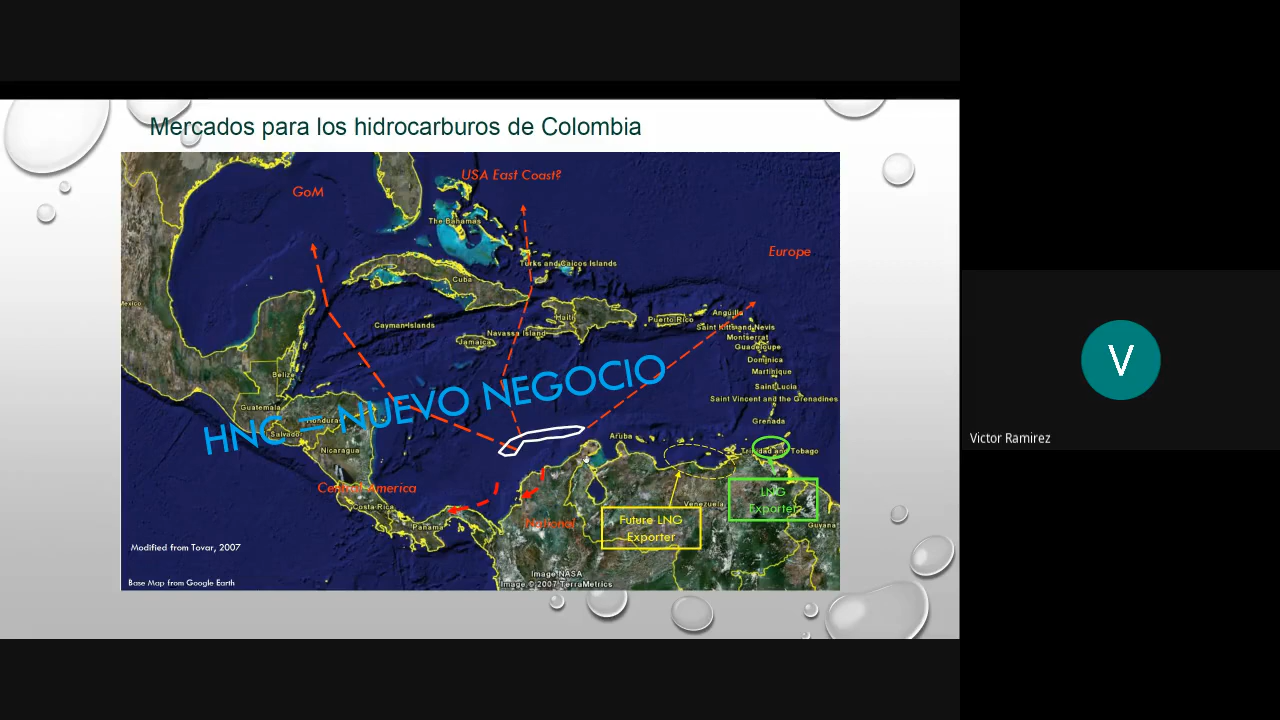 Mercados para los hidrocarburos de Colombia
USA East Coast?
GoM
The Bahamas
Europe
Turks and Caicos Islands
Cuba
Mexico
Cayman Islands
Haiti
Puerto Rico
Anguilla
Saint Kitts and Nevis
Navassa Island
Jamaica
Montserrat
Guadeloupe
Dominica
Martinique
Belize
Saint Lucia
HNC = NUEVO NEGOCIO
Saint Vincent and the Grenadines
Guatemala
Honduras
Grenada
Salvador
Aruba
Nicaragua
Trinidad and Tobago
V
Victor Ramirez
Central America
LNG
Exporter
Costa Rica
Venezuela
Panama
National
Future LNG
Exporter
Guyana
Modified from Tovar, 2007
Base Map from Google Earth
Image NASA
Image © 2007 TerraMetrics